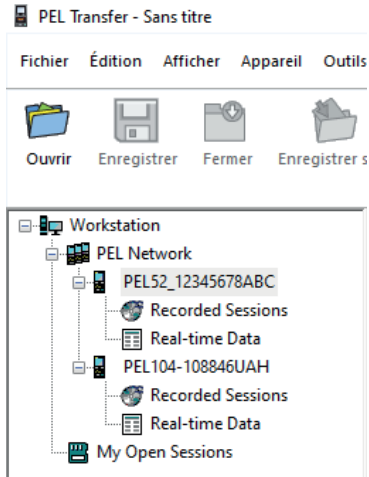 PEL Transfer - Sans titre
Fichier Édition Afficher Appareil Outils
Ouvrir Enregistrer Fermer Enregistrer s
Workstation
PEL Network
PEL52_12345678ABC
Recorded Sessions
Real-time Data
PEL104-108846UAH
Recorded Sessions
Real-time Data
My Open Sessions